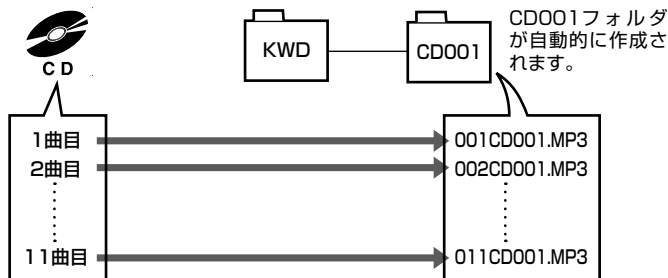 CD
KWD
CD001
CD001フォルダ
が自動的に作成さ
れます。
1曲目
001CD001.MP3
2曲目
002CD001.MP3
11曲目
011CD001.MP3